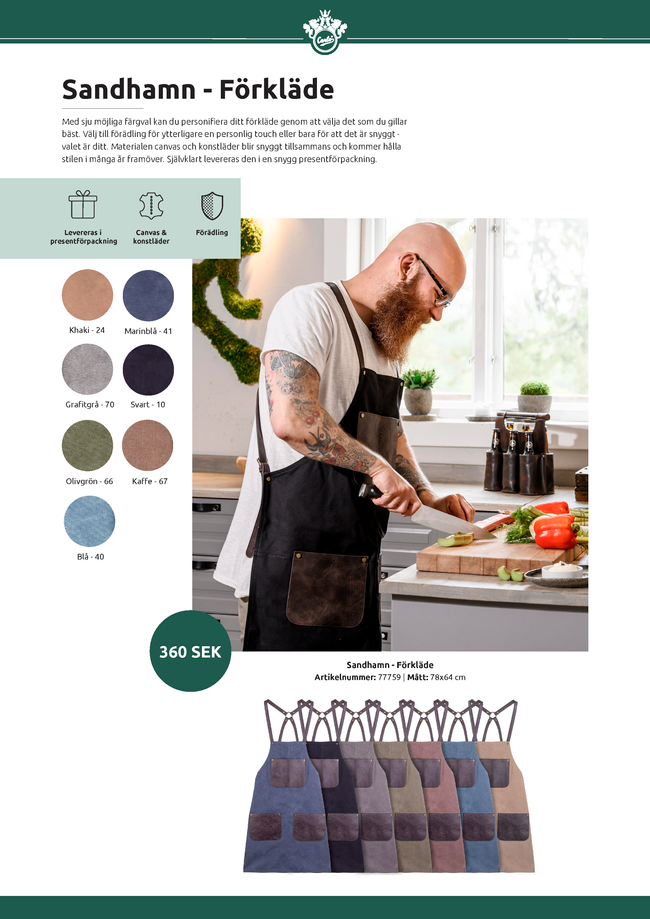 Carbi
Sandhamn - Förkläde
Med sju möjliga färgval kan du personifiera ditt förkläde genom att välja det som du gillar
bäst. Välj till förädling för ytterligare en personlig touch eller bara för att det är snyggt -
valet är ditt. Materialen canvas och konstläder blir snyggt tillsammans och kommer hålla
stilen i många år framöver. Självklart levereras den i en snygg presentförpackning.
Levereras i
presentförpackning
Canvas &
konstläder
Förädling
Khaki - 24
Marinblå - 41
Grafitgrå - 70
Svart - 10
Olivgrön - 66
Kaffe - 67
Blå - 40
360 SEK
Sandhamn - Förkläde
Artikelnummer: 77759 | Mått: 78x64 cm